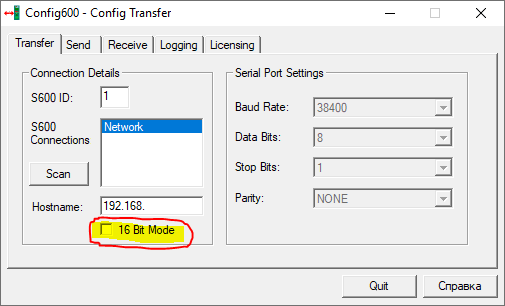 Config600 - Config Transfer
Transfer Send Receive Logging Licensing
Connection Details
S600 ID: 1
S600 Connections
Network
Scan
Hostname: 192.168.
16 Bit Mode
Serial Port Settings
Baud Rate: 38400
Data Bits: 8
Stop Bits: 1
Parity: NONE
Quit Справка